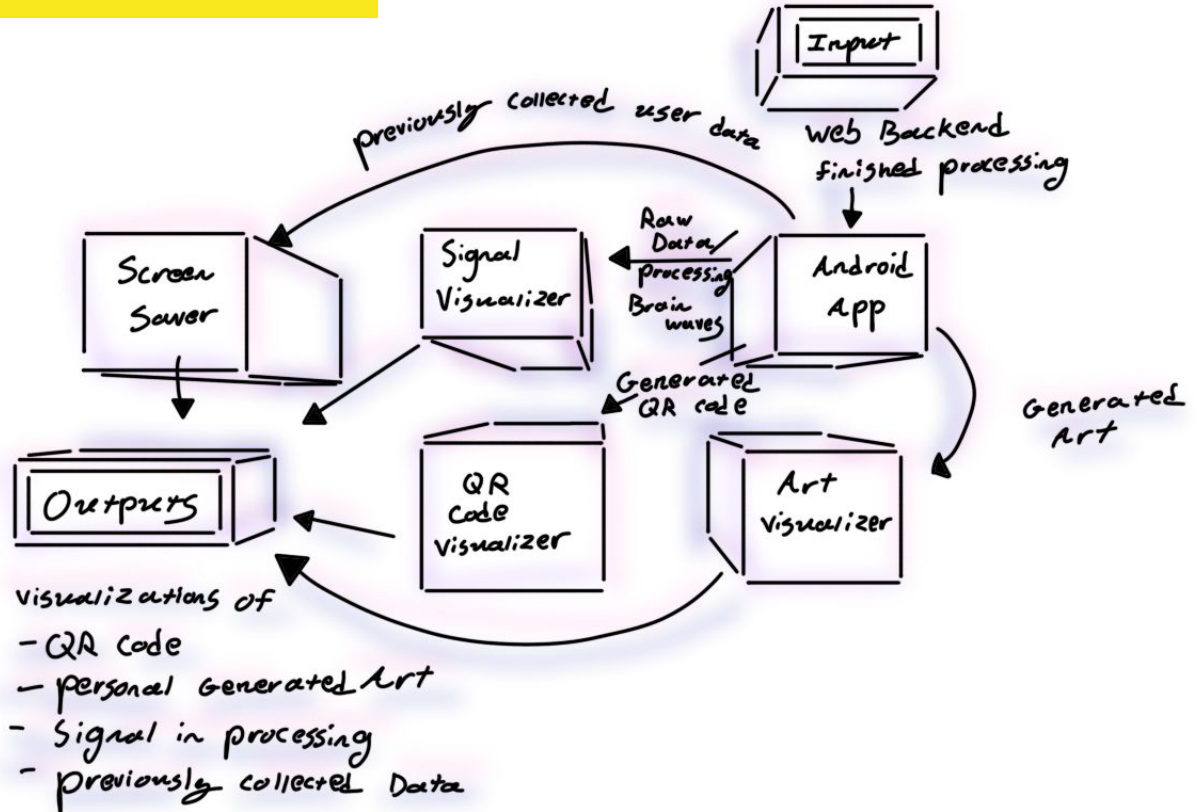 Input
Web Backend
finished processing
previously collected user data
Screen
Saver
Signal
Visualizer
Raw
Data
processing
Brain
waves
Android
App
Generated
QR code
Generated
Art
Outputs
QR
Code
Visualizer
Art
Visualizer
visualizations of
- QR Code
- personal Generated Art
- Signal in processing
- previously collected Data